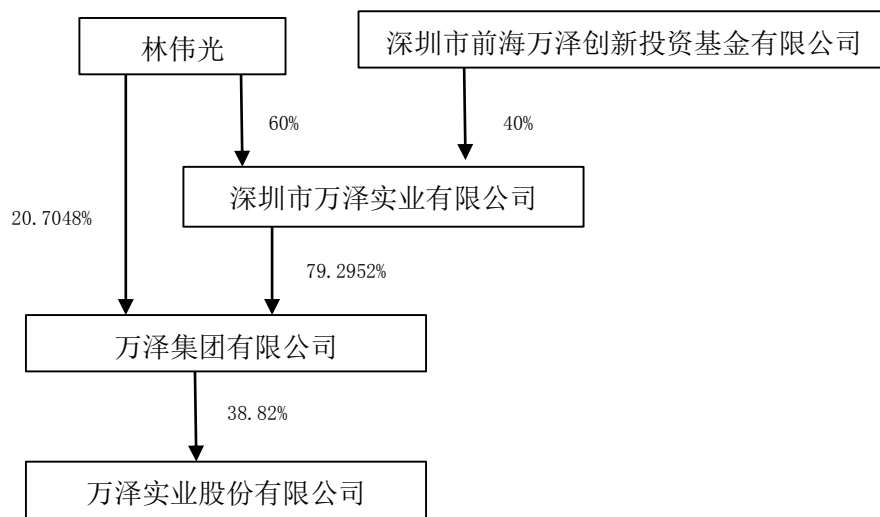 林伟光
深圳市前海万泽创新投资基金有限公司
60%
40%
深圳市万泽实业有限公司
20.7048%
79.2952%
万泽集团有限公司
38.82%
万泽实业股份有限公司